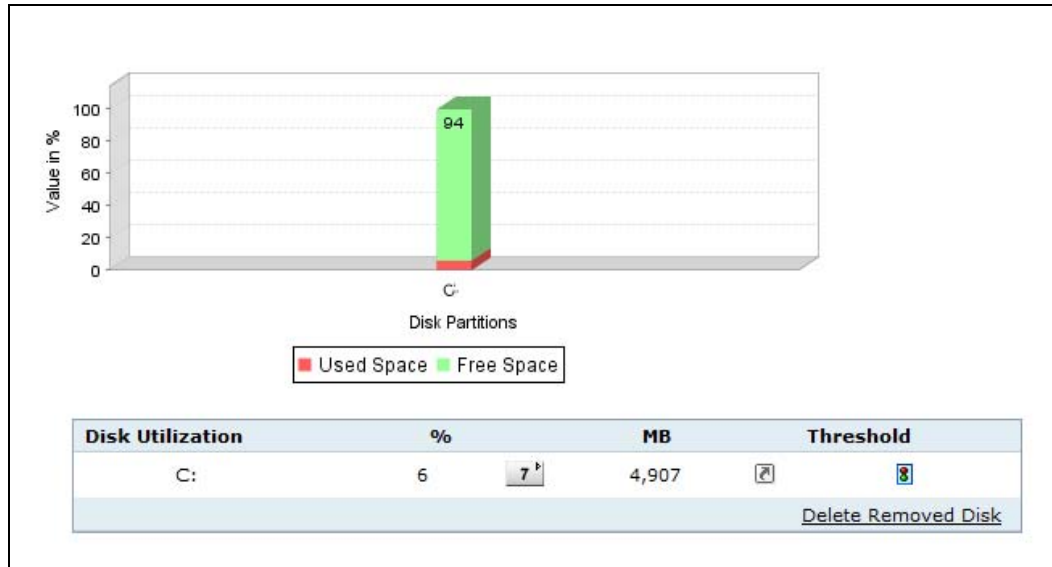 Value in %
100
94
80
60
40
20
0
C:
Disk Partitions
Used Space Free Space
Disk Utilization % MB Threshold
C: 6 7 4,907
Delete Removed Disk